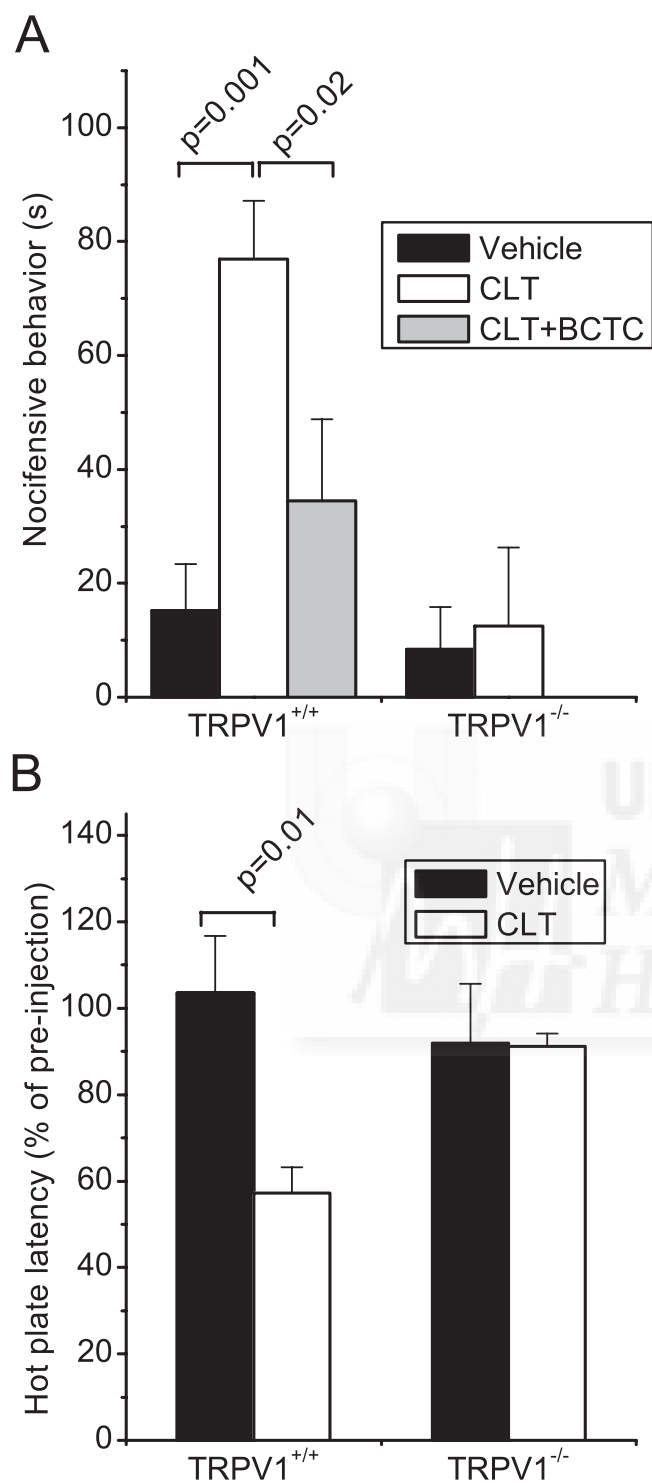 A
p=0.001
p=0.02
Nocifensive behavior (s)
100
80
60
40
20
0
Vehicle
CLT
CLT+BCTC
TRPV1+/+
TRPV1-/-
B
p=0.01
Hot plate latency (% of pre-injection)
140
120
100
80
60
40
20
0
Vehicle
CLT
TRPV1+/+
TRPV1-/-